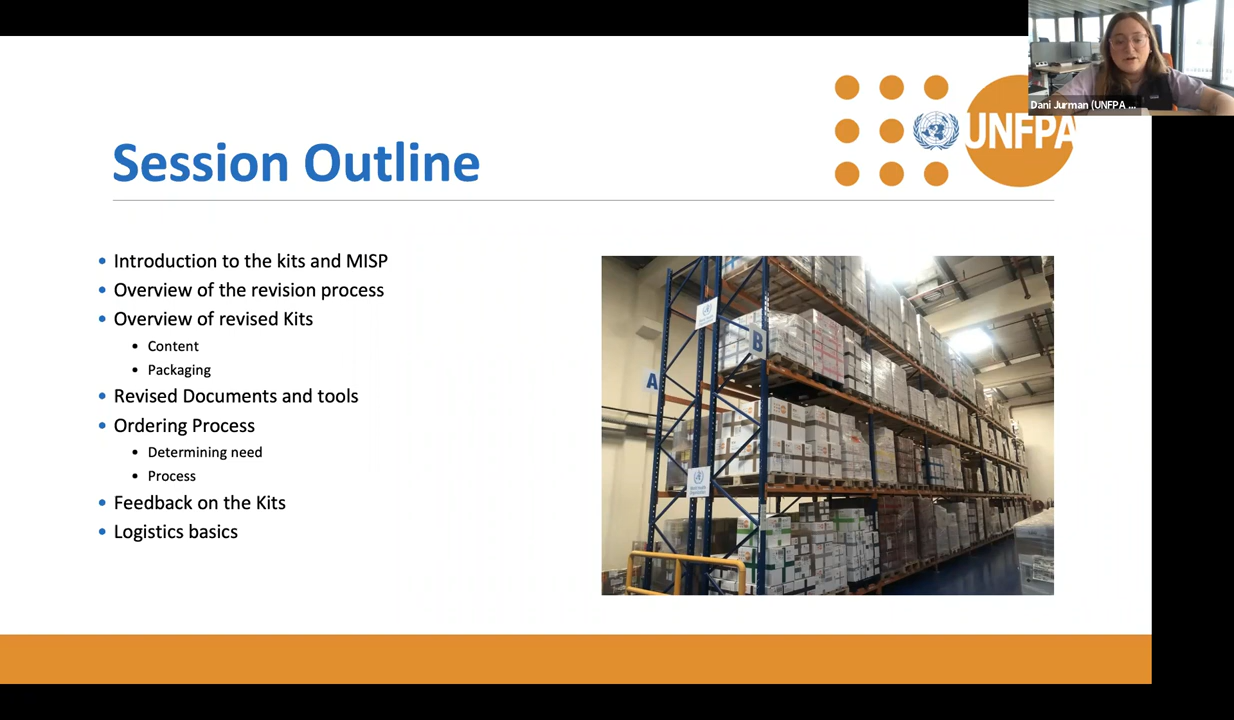 Dani Jurman (UNFPA ...
UNFPA
Session Outline
• Introduction to the kits and MISP
• Overview of the revision process
• Overview of revised Kits
• Content
• Packaging
• Revised Documents and tools
• Ordering Process
• Determining need
• Process
• Feedback on the Kits
• Logistics basics
A
B